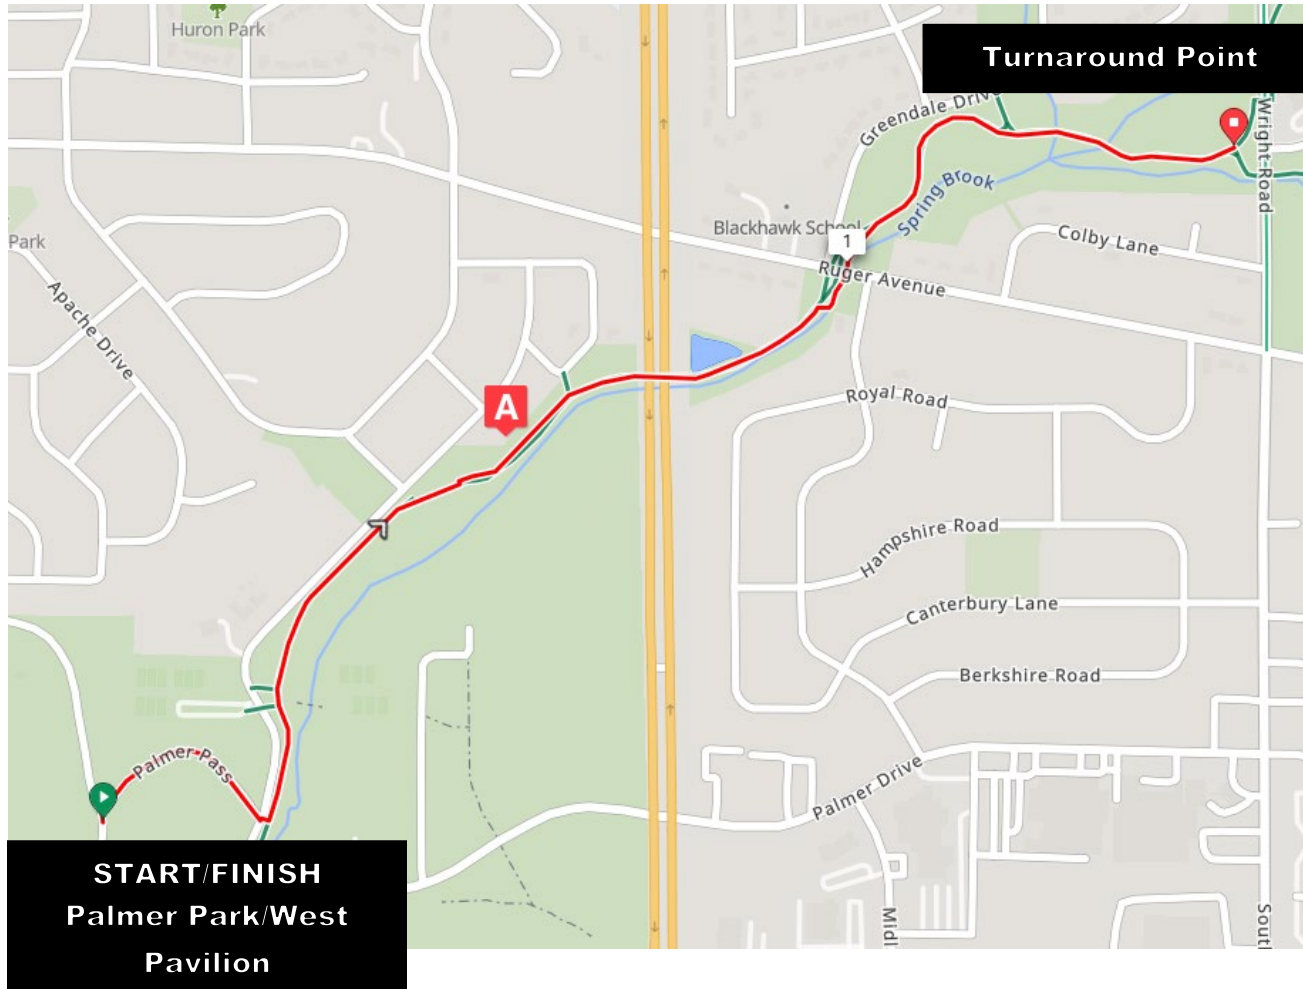 Huron Park
Turnaround Point
Greendale Drive
Wright Road
Spring Brook
Blackhawk School
Park
1
Colby Lane
Ruger Avenue
Apache Drive
A
Royal Road
Hampshire Road
Canterbury Lane
Berkshire Road
Palmer Pass
Palmer Drive
START/FINISH
Palmer Park/West
Pavilion
Midl
South